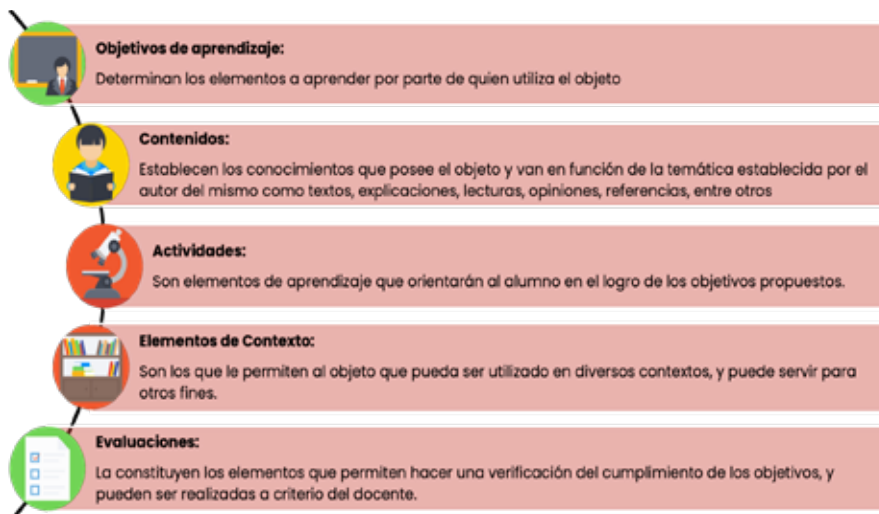 Objetivos de aprendizaje:
Determinan los elementos a aprender por parte de quien utiliza el objeto
Contenidos:
Establecen los conocimientos que posee el objeto y van en función de la temática establecida por el
autor del mismo como textos, explicaciones, lecturas, opiniones, referencias, entre otros
Actividades:
Son elementos de aprendizaje que orientarán al alumno en el logro de los objetivos propuestos.
Elementos de Contexto:
Son los que le permiten al objeto que pueda ser utilizado en diversos contextos, y puede servir para
otros fines.
Evaluaciones:
La constituyen los elementos que permiten hacer una verificación del cumplimiento de los objetivos, y
pueden ser realizadas a criterio del docente.